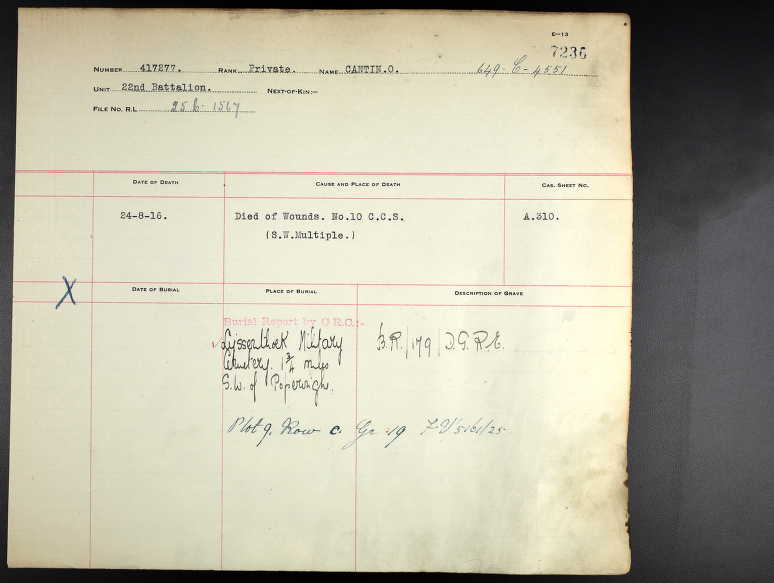 E-13
7236
NUMBER 417277. RANK Private. NAME CANTIN.O. 649-C-4551
UNIT 22nd Battalion. NEXT-OF-KIN:-
FILE NO. R.L 25-C-1567
DATE OF DEATH CAUSE AND PLACE OF DEATH CAS. SHEET NO.
24-8-16. Died of Wounds. No.10 C.C.S. A.310.
(S.W.Multiple.)
DATE OF BURIAL PLACE OF BURIAL DESCRIPTION OF GRAVE
X
Burial Report by O R.C.:-
Lijssenthoek Military B.R./179/D.G.R.E.
Cemetery. 1 3/4 miles
S.W. of Poperinghe.
Plot 9. Row C. Gr. 19